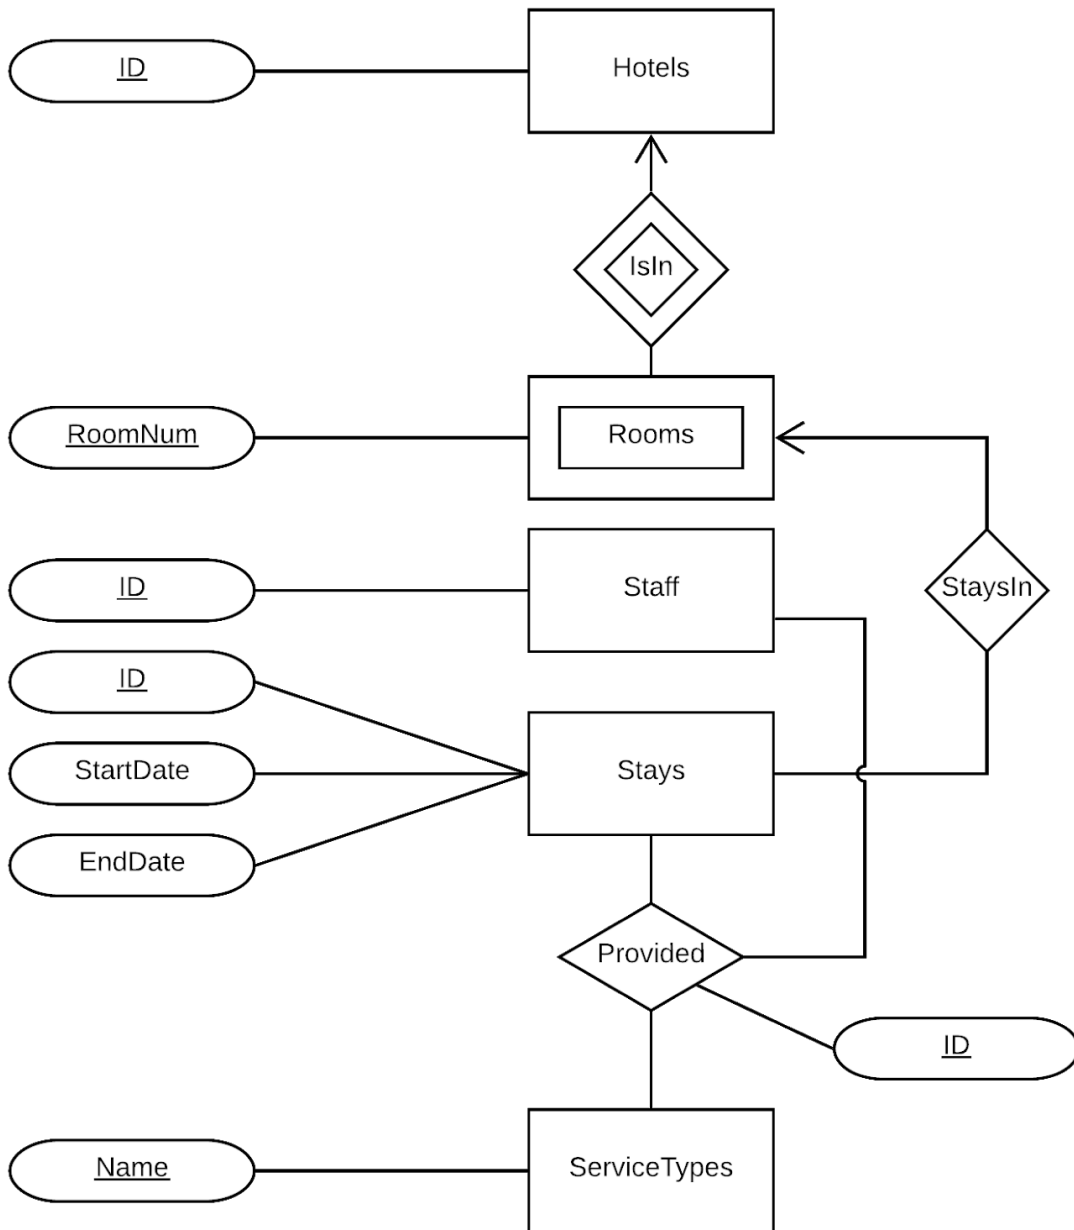 ID
Hotels
IsIn
RoomNum
Rooms
ID
Staff
StaysIn
ID
StartDate
Stays
EndDate
Provided
ID
Name
ServiceTypes